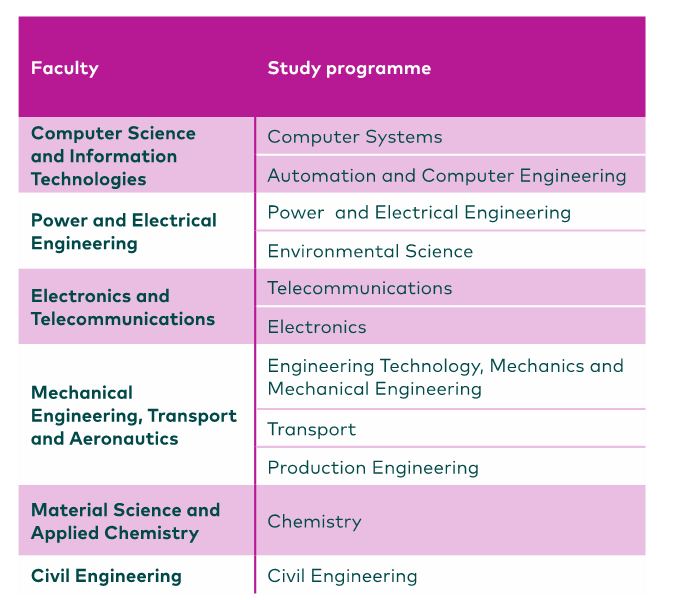 Faculty
Study programme
Computer Science
and Information
Technologies
Computer Systems
Automation and Computer Engineering
Power and Electrical
Engineering
Power  and Electrical Engineering
Environmental Science
Electronics and
Telecommunications
Telecommunications
Electronics
Mechanical
Engineering, Transport
and Aeronautics
Engineering Technology, Mechanics and
Mechanical Engineering
Transport
Production Engineering
Material Science and
Applied Chemistry
Chemistry
Civil Engineering
Civil Engineering